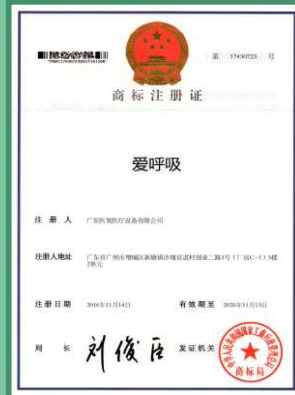 第 17430723 号
商标注册证
爱呼吸
注 册 人 广东医氧医疗设备有限公司
注册人地址 广东省广州市增城区新塘镇沙埔官道村创业二路3号(厂房C-1)3楼
2单元
注册日期 2016年11月14日 有效期至 2026年11月13日
局 长 刘俊臣 发证机关
商标局